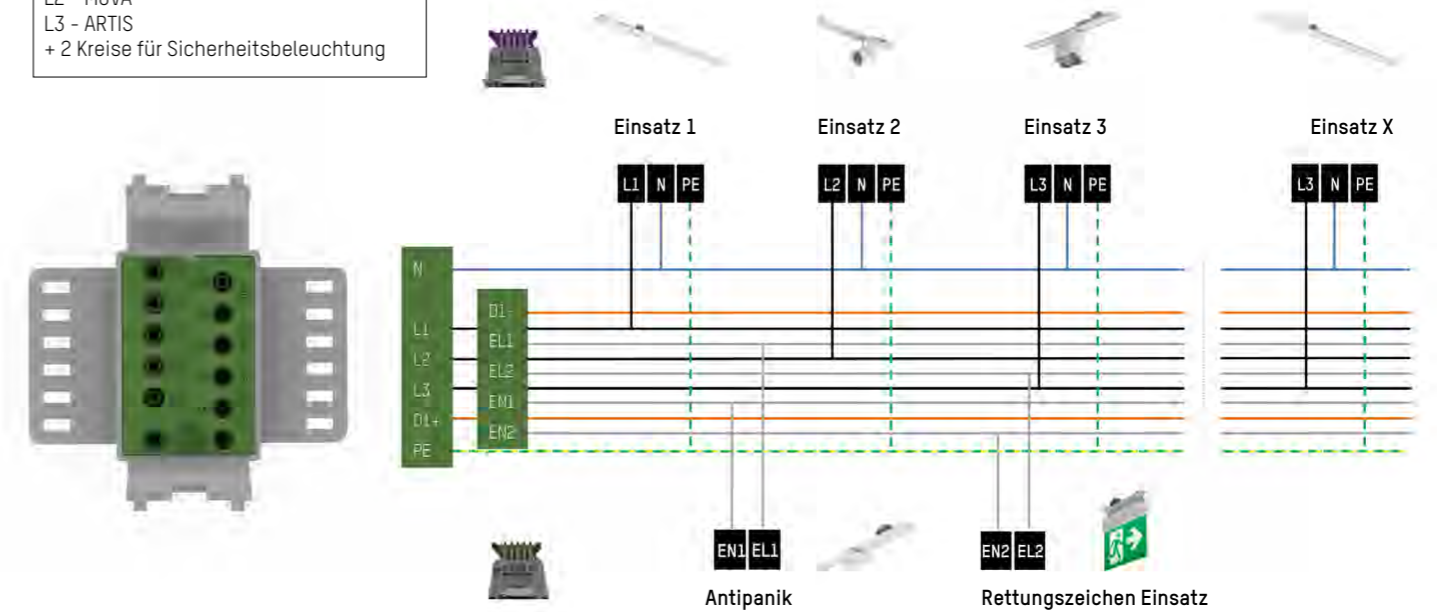 L3 - ARTIS
+ 2 Kreise für Sicherheitsbeleuchtung
Einsatz 1
Einsatz 2
Einsatz 3
Einsatz X
L1 N PE
L2 N PE
L3 N PE
L3 N PE
N
D1-
L1
EL1
L2
EL2
L3
EN1
D1+
EN2
PE
EN1 EL1
EN2 EL2
Antipanik
Rettungszeichen Einsatz